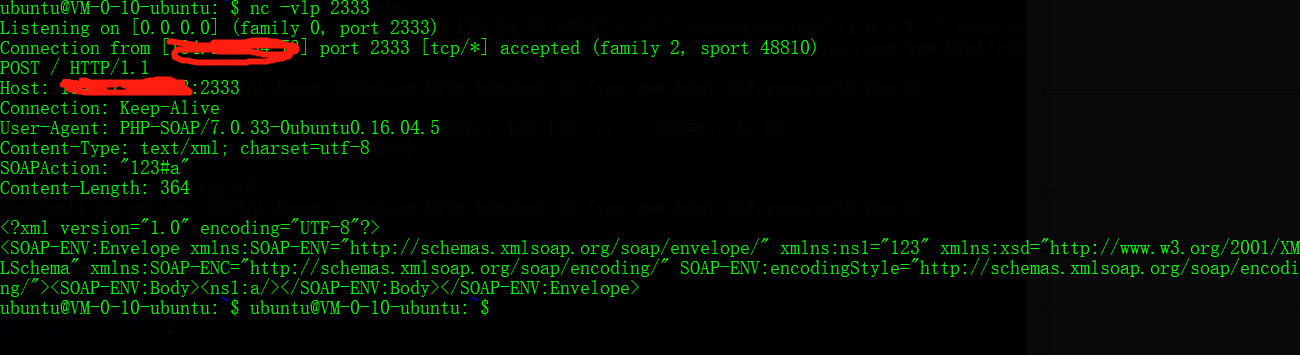 ubuntu@VM-0-10-ubuntu:~$ nc -vlp 2333
Listening on [0.0.0.0] (family 0, port 2333)
Connection from [] port 2333 [tcp/*] accepted (family 2, sport 48810)
POST / HTTP/1.1
Host: :2333
Connection: Keep-Alive
User-Agent: PHP-SOAP/7.0.33-0ubuntu0.16.04.5
Content-Type: text/xml; charset=utf-8
SOAPAction: "123#a"
Content-Length: 364
<?xml version="1.0" encoding="UTF-8"?>
<SOAP-ENV:Envelope xmlns:SOAP-ENV="http://schemas.xmlsoap.org/soap/envelope/" xmlns:ns1="123" xmlns:xsd="http://www.w3.org/2001/XM
LSchema" xmlns:SOAP-ENC="http://schemas.xmlsoap.org/soap/encoding/" SOAP-ENV:encodingStyle="http://schemas.xmlsoap.org/soap/encodi
ng/"><SOAP-ENV:Body><ns1:a/></SOAP-ENV:Body></SOAP-ENV:Envelope>
ubuntu@VM-0-10-ubuntu:~$ ubuntu@VM-0-10-ubuntu:~$